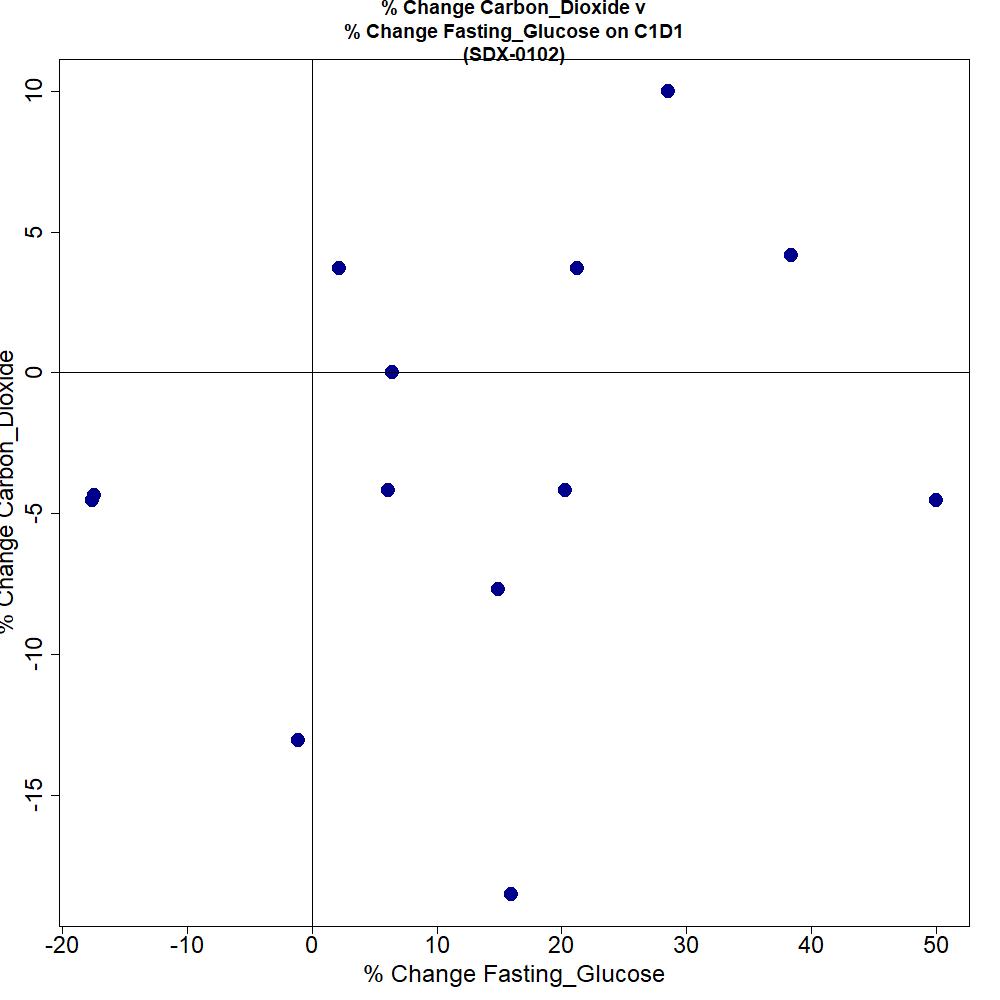 % Change Carbon_Dioxide v
% Change Fasting_Glucose on C1D1
(SDX-0102)
% Change Carbon_Dioxide
10
5
0
-5
-10
-15
-20 -10 0 10 20 30 40 50
% Change Fasting_Glucose